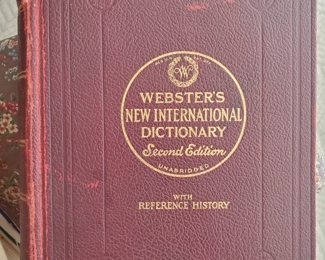 W
WEBSTER'S
NEW INTERNATIONAL
DICTIONARY
Second Edition
UNABRIDGED
WITH
REFERENCE HISTORY